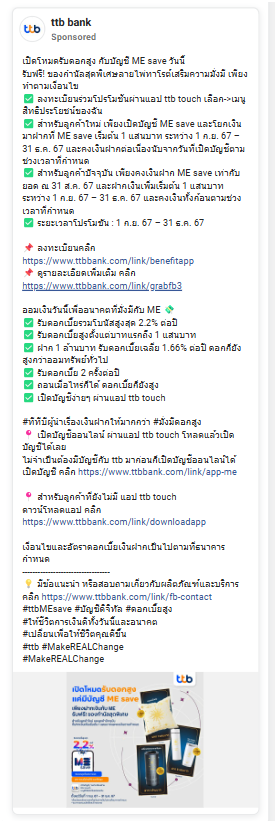 ttb bank
Sponsored
เปิดโหมดรับดอกสูง กับบัญชี ME save วันนี้
รับฟรี! ของกำนัลสุดพิเศษลายไพ่ทาโรต์เสริมความมั่งมี เพียง
ทำตามเงื่อนไข
✅ ลงทะเบียนร่วมโปรโมชันผ่านแอป ttb touch เลือก->เมนู
สิทธิประโยชน์ของฉัน
✅ สำหรับลูกค้าใหม่ เพียงเปิดบัญชี ME save และโยกเงิน
มาฝากที่ ME save เริ่มต้น 1 แสนบาท ระหว่าง 1 ก.ย. 67 –
31 ธ.ค. 67 และคงเงินฝากต่อเนื่องนับจากวันที่เปิดบัญชีตาม
ช่วงเวลาที่กำหนด
✅ สำหรับลูกค้าปัจจุบัน เพียงคงเงินฝาก ME save เท่ากับ
ยอด ณ 31 ส.ค. 67 และฝากเงินเพิ่มเริ่มต้น 1 แสนบาท
ระหว่าง 1 ก.ย. 67 – 31 ธ.ค. 67 และคงเงินทั้งก้อนตามช่วง
เวลาที่กำหนด
✅ ระยะเวลาโปรโมชัน : 1 ก.ย. 67 – 31 ธ.ค. 67
📌 ลงทะเบียนคลิก
https://www.ttbbank.com/link/benefitapp
📌 ดูรายละเอียดเพิ่มเติม คลิก
https://www.ttbbank.com/link/grabfb3
ออมเงินวันนี้เพื่ออนาคตที่มั่งมีกับ ME 💸
✅ รับดอกเบี้ยรวมโบนัสสูงสุด 2.2% ต่อปี
✅ รับดอกเบี้ยสูงตั้งแต่บาทแรกถึง 1 แสนบาท
✅ ฝาก 1 ล้านบาท รับดอกเบี้ยเฉลี่ย 1.66% ต่อปี ดอกก็ยัง
สูงกว่าออมทรัพย์ทั่วไป
✅ รับดอกเบี้ย 2 ครั้งต่อปี
✅ ถอนเมื่อไหร่ก็ได้ ดอกเบี้ยก็ยังสูง
✅ เปิดบัญชีง่ายๆ ผ่านแอป ttb touch
#ทีทีบีผู้นำเรื่องเงินฝากให้มากกว่า #มั่งมีดอกสูง
📍 เปิดบัญชีออนไลน์ ผ่านแอป ttb touch โหลดแล้วเปิด
บัญชีได้เลย
ไม่จำเป็นต้องมีบัญชีกับ ttb มาก่อนก็เปิดบัญชีออนไลน์ได้
เปิดบัญชี คลิก https://www.ttbbank.com/link/app-me
📍 สำหรับลูกค้าที่ยังไม่มี แอป ttb touch
ดาวน์โหลดแอป คลิก
https://www.ttbbank.com/link/downloadapp
เงื่อนไขและอัตราดอกเบี้ยเงินฝากเป็นไปตามที่ธนาคาร
กำหนด
---------------------------------
💡 มีข้อแนะนำ หรือสอบถามเกี่ยวกับผลิตภัณฑ์และบริการ
คลิก https://www.ttbbank.com/link/fb-contact
#ttbMEsave #บัญชีดิจิทัล #ดอกเบี้ยสูง
#ให้ชีวิตการเงินดีทั้งวันนี้และอนาคต
#เปลี่ยนเพื่อให้ชีวิตคุณดีขึ้น
#ttb #MakeREALChange
#MakeREALChange
ttb
เปิดโหมดรับดอกสูง
แค่มีบัญชี ME save
2.2%
ME
save